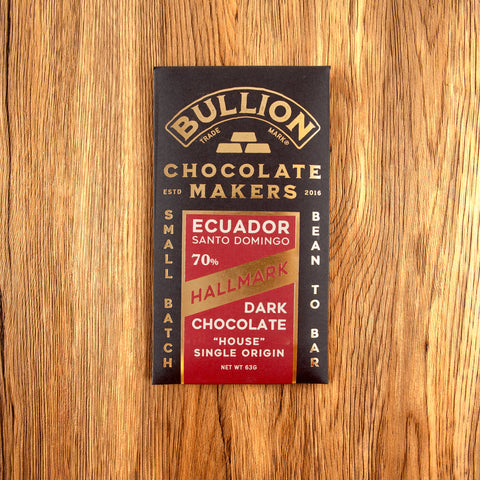 BULLION
TRADE MARK®
CHOCOLATE
ESTD MAKERS 2016
SMALL BATCH
BEAN TO BAR
ECUADOR
SANTO DOMINGO
70%
HALLMARK
DARK
CHOCOLATE
"HOUSE"
SINGLE ORIGIN
NET WT 63G